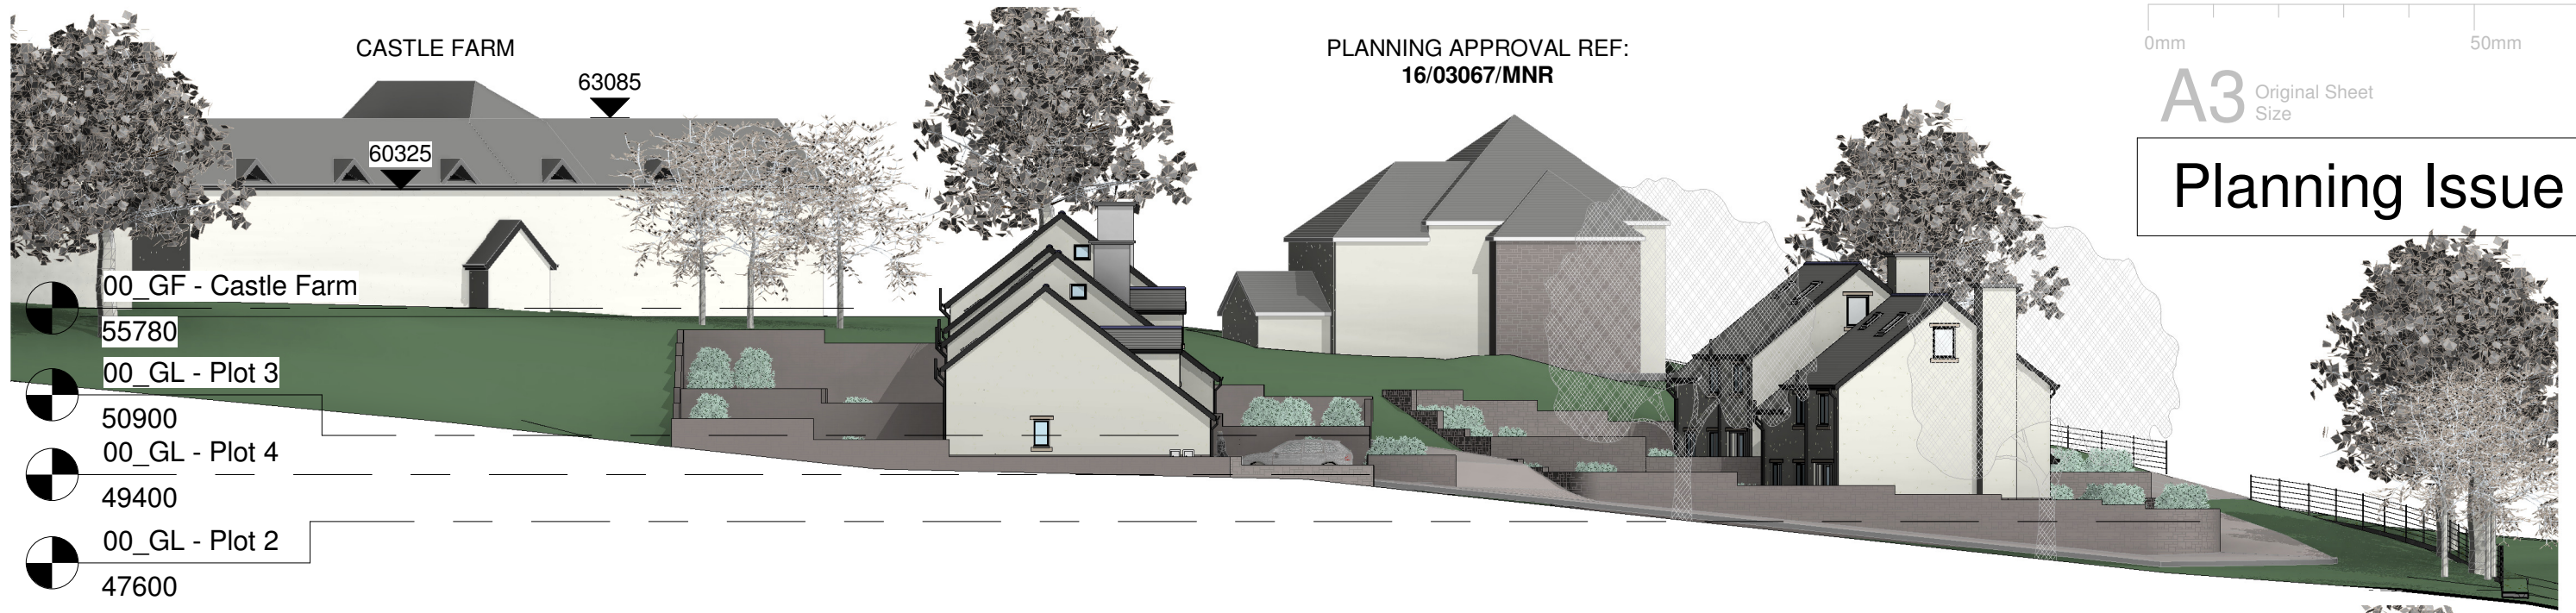 CASTLE FARM
63085
60325
PLANNING APPROVAL REF:
16/03067/MNR
0mm
50mm
A3 Original Sheet
Size
Planning Issue
00_GF - Castle Farm
55780
00_GL - Plot 3
50900
00_GL - Plot 4
49400
00_GL - Plot 2
47600